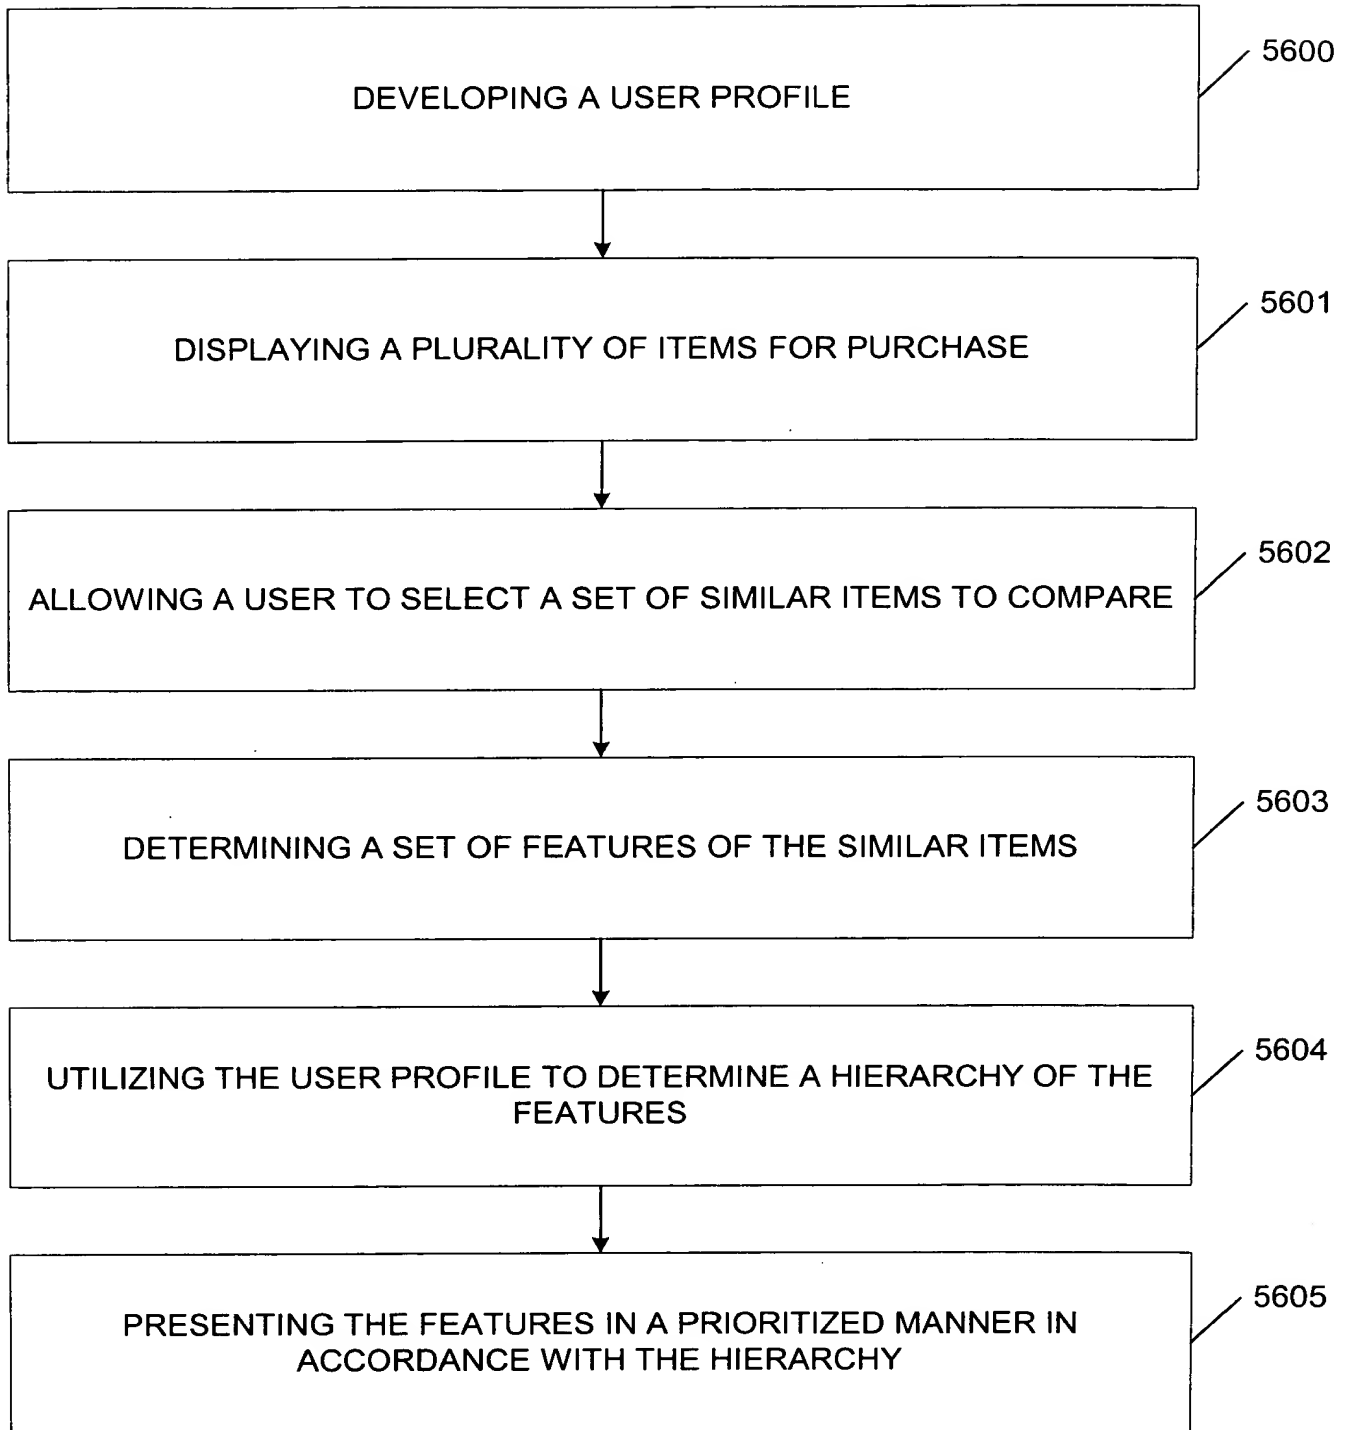 5600
DEVELOPING A USER PROFILE
5601
DISPLAYING A PLURALITY OF ITEMS FOR PURCHASE
5602
ALLOWING A USER TO SELECT A SET OF SIMILAR ITEMS TO COMPARE
5603
DETERMINING A SET OF FEATURES OF THE SIMILAR ITEMS
5604
UTILIZING THE USER PROFILE TO DETERMINE A HIERARCHY OF THE
FEATURES
5605
PRESENTING THE FEATURES IN A PRIORITIZED MANNER IN
ACCORDANCE WITH THE HIERARCHY